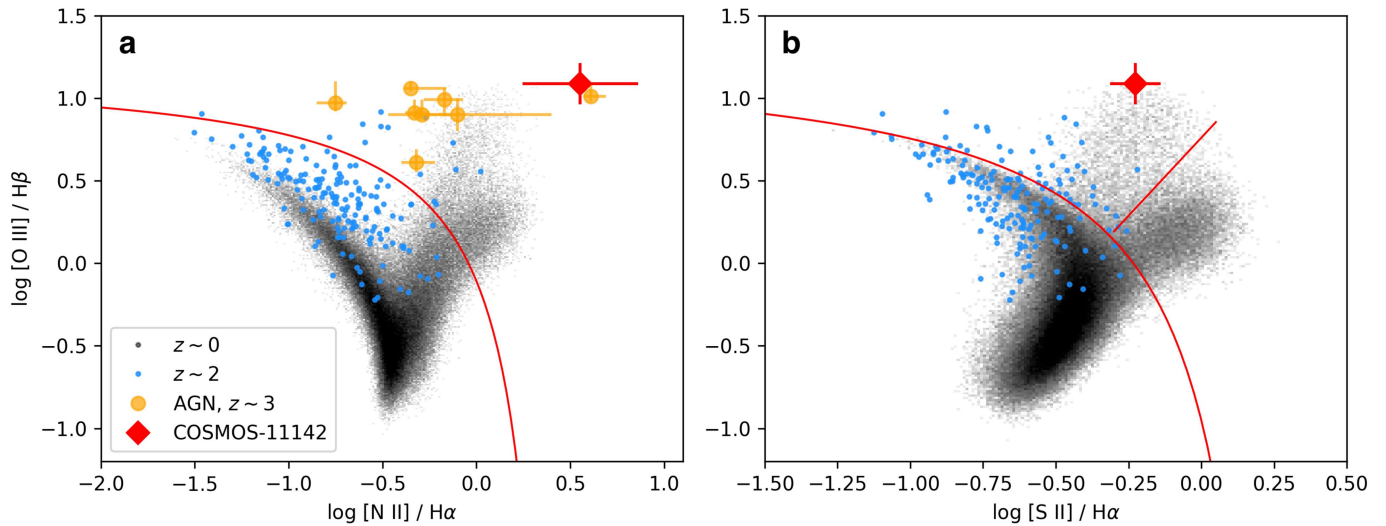 a
1.5
1.0
0.5
0.0
−0.5
−1.0
log [O III] / Hβ
z ∼ 0
z ∼ 2
AGN, z ∼ 3
COSMOS-11142
−2.0 −1.5 −1.0 −0.5 0.0 0.5 1.0
log [N II] / Hα
b
1.5
1.0
0.5
0.0
−0.5
−1.0
−1.50 −1.25 −1.00 −0.75 −0.50 −0.25 0.00 0.25 0.50
log [S II] / Hα